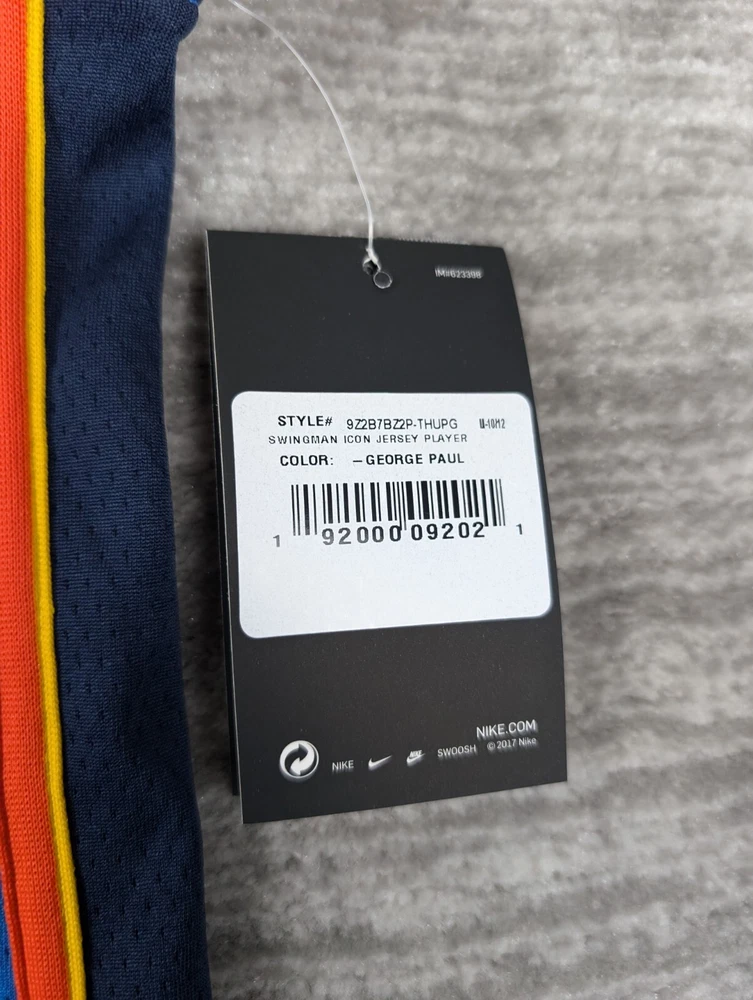 IM#623398
STYLE# 9Z2B7BZ2P-THUPG
SWINGMAN ICON JERSEY PLAYER
COLOR: —GEORGE PAUL
1 92000 09202 1
NIKE.COM
NIKE SWOOSH © 2017 Nike